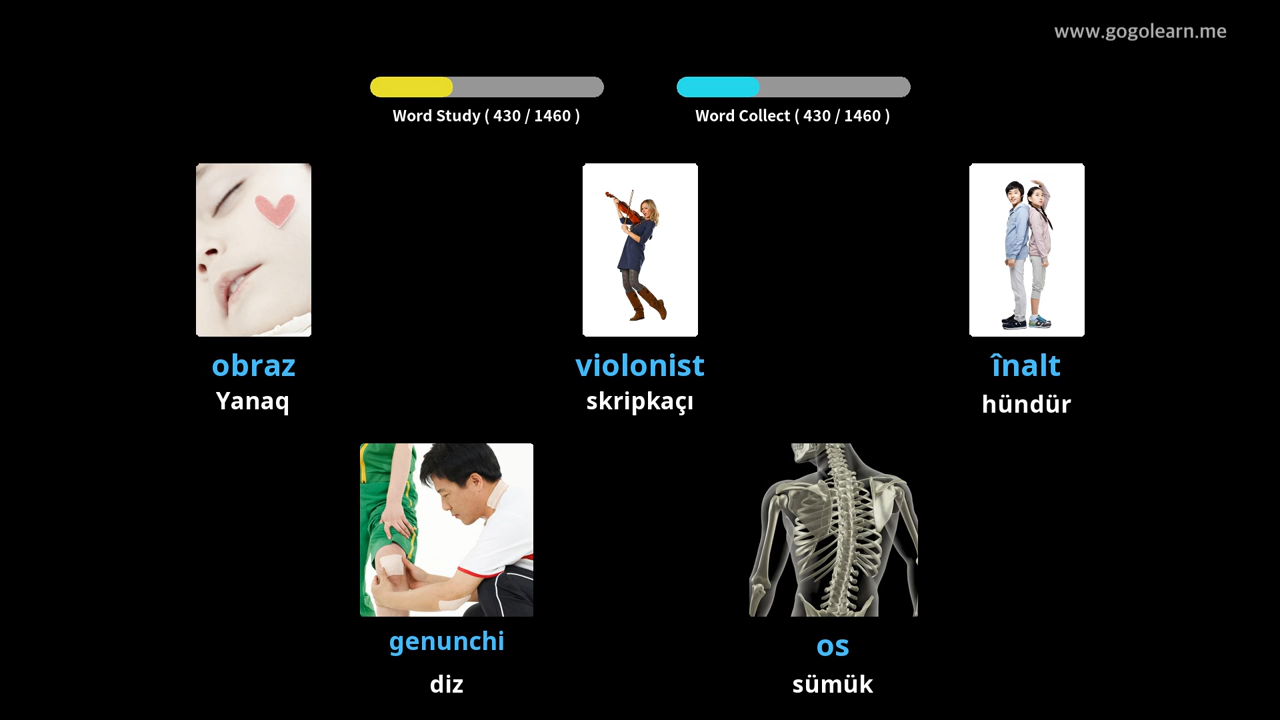 www.gogolearn.me
Word Study ( 430 / 1460 )
Word Collect ( 430 / 1460 )
obraz
Yanaq
violonist
skripkaçı
înalt
hündür
genunchi
diz
os
sümük